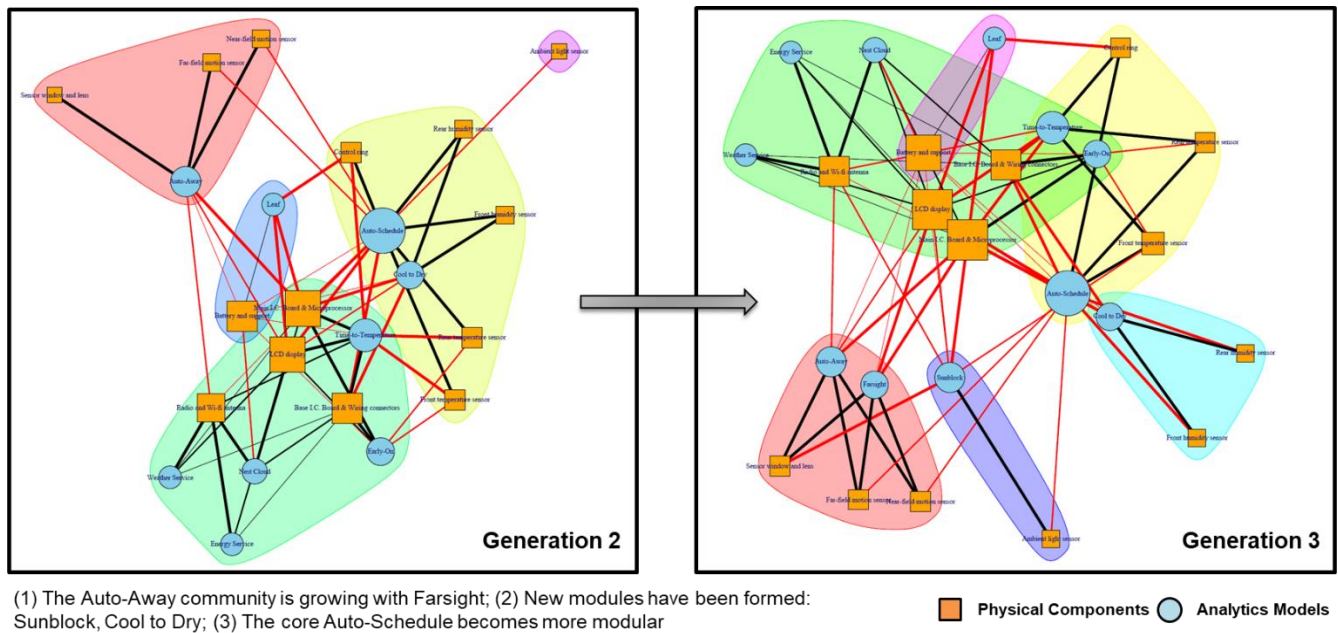 Near-field motion sensor
Far-field motion sensor
Sensor window and lens
Auto-Away
Ambient light sensor
Rear humidity sensor
Control ring
Leaf
Front humidity sensor
Auto-Schedule
Cool to Dry
Main I.C. Board & Microprocessor
Battery and support
Time-to-Temperature
Rear temperature sensor
LCD display
Front temperature sensor
Radio and Wi-fi antenna
Base I.C. Board & Wiring connectors
Early-On
Weather Service
Nest Cloud
Energy Service
Generation 2
Leaf
Energy Service
Nest Cloud
Control ring
Time-to-Temperature
Rear temperature sensor
Weather Service
Battery and support
Base I.C. Board & Wiring connectors
Early-On
Radio and Wi-fi antenna
LCD display
Main I.C. Board & Microprocessor
Front temperature sensor
Auto-Schedule
Cool to Dry
Rear humidity sensor
Auto-Away
Farsight
Sunblock
Front humidity sensor
Sensor window and lens
Far-field motion sensor
Near-field motion sensor
Ambient light sensor
Generation 3
(1) The Auto-Away community is growing with Farsight; (2) New modules have been formed:
Sunblock, Cool to Dry; (3) The core Auto-Schedule becomes more modular
Physical Components
Analytics Models